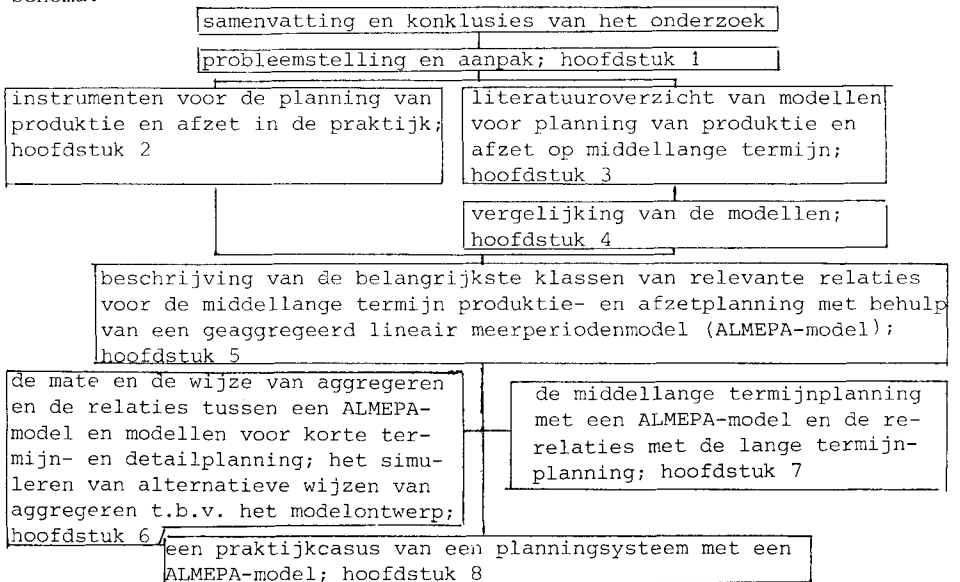 schema:
samenvatting en konklusies van het onderzoek
probleemstelling en aanpak; hoofdstuk 1
instrumenten voor de planning van
produktie en afzet in de praktijk;
hoofdstuk 2
literatuuroverzicht van modellen
voor planning van produktie en
afzet op middellange termijn;
hoofdstuk 3
vergelijking van de modellen;
hoofdstuk 4
beschrijving van de belangrijkste klassen van relevante relaties
voor de middellange termijn produktie- en afzetplanning met behulp
van een geaggregeerd lineair meerperiodenmodel (ALMEPA-model);
hoofdstuk 5
de mate en de wijze van aggregeren
en de relaties tussen een ALMEPA-
model en modellen voor korte ter-
mijn- en detailplanning; het simu-
leren van alternatieve wijzen van
aggregeren t.b.v. het modelontwerp;
hoofdstuk 6
de middellange termijnplanning
met een ALMEPA-model en de re-
relaties met de lange termijn-
planning; hoofdstuk 7
een praktijkcasus van een planningsysteem met een
ALMEPA-model; hoofdstuk 8